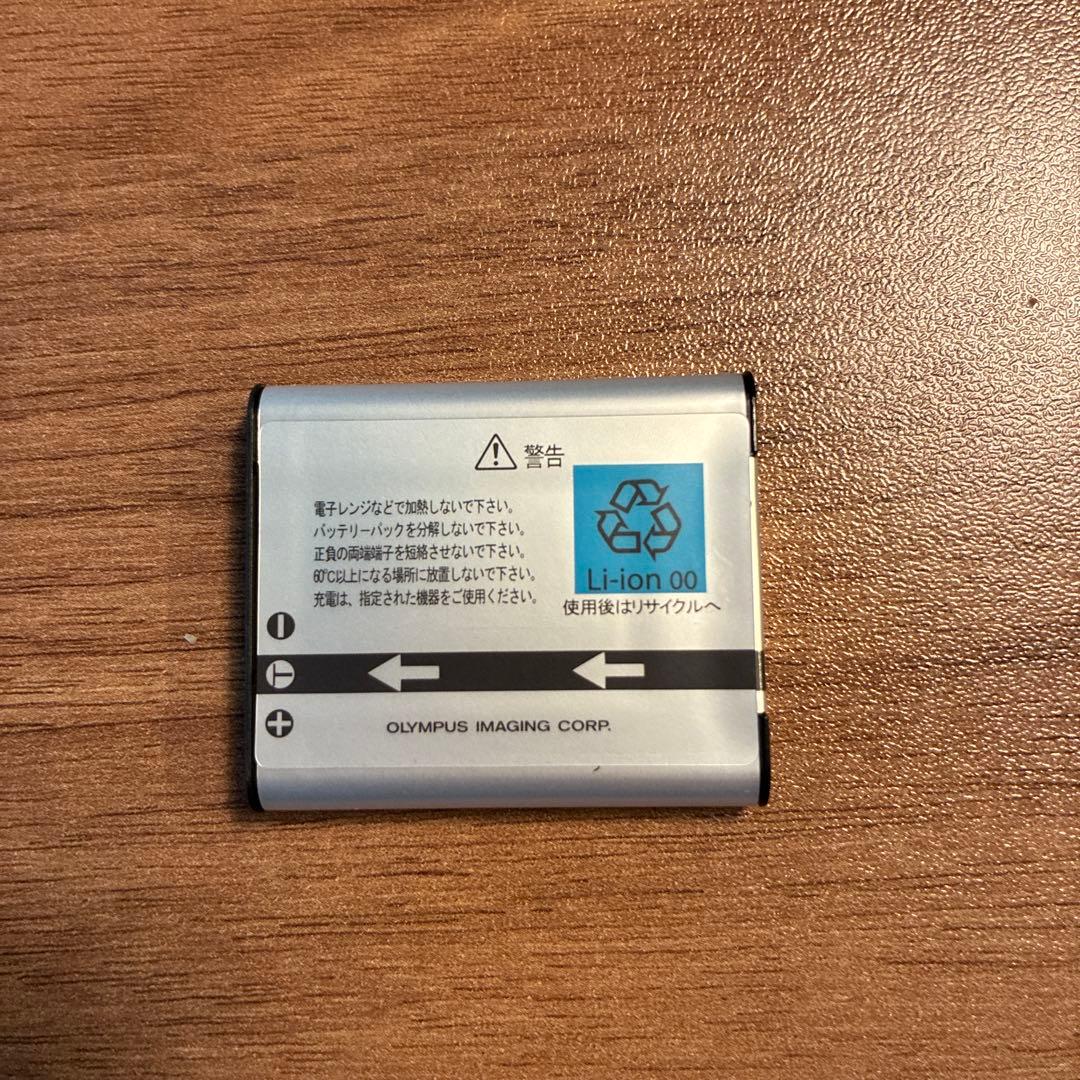 警告
電子レンジなどで加熱しないで下さい。
バッテリーパックを分解しないで下さい。
正負の両端端子を短絡させないで下さい。
60℃以上になる場所に放置しないで下さい。
充電は、指定された機器をご使用ください。
Li-ion 00
使用後はリサイクルへ
OLYMPUS IMAGING CORP.